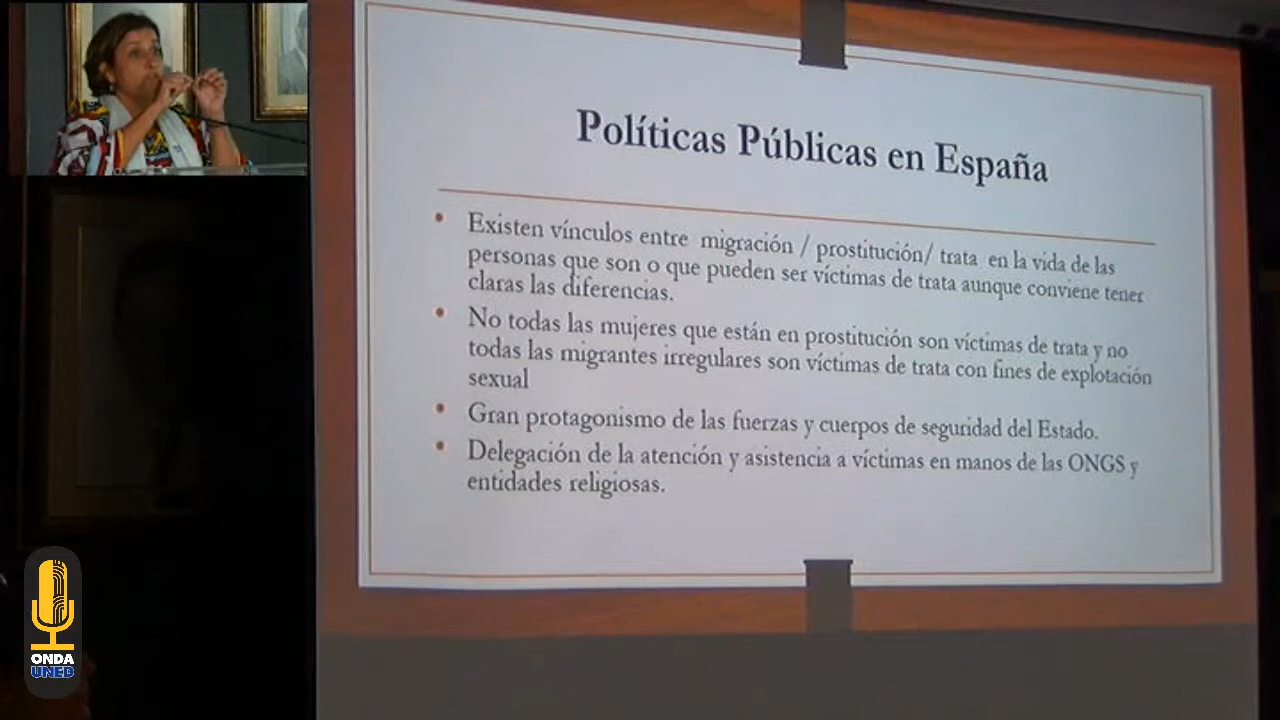 Políticas Públicas en España
• Existen vínculos entre migración / prostitución/ trata en la vida de las
personas que son o que pueden ser víctimas de trata aunque conviene tener
claras las diferencias.
• No todas las mujeres que están en prostitución son víctimas de trata y no
todas las migrantes irregulares son víctimas de trata con fines de explotación
sexual
• Gran protagonismo de las fuerzas y cuerpos de seguridad del Estado.
• Delegación de la atención y asistencia a víctimas en manos de las ONGS y
entidades religiosas.
ONDA
UNED